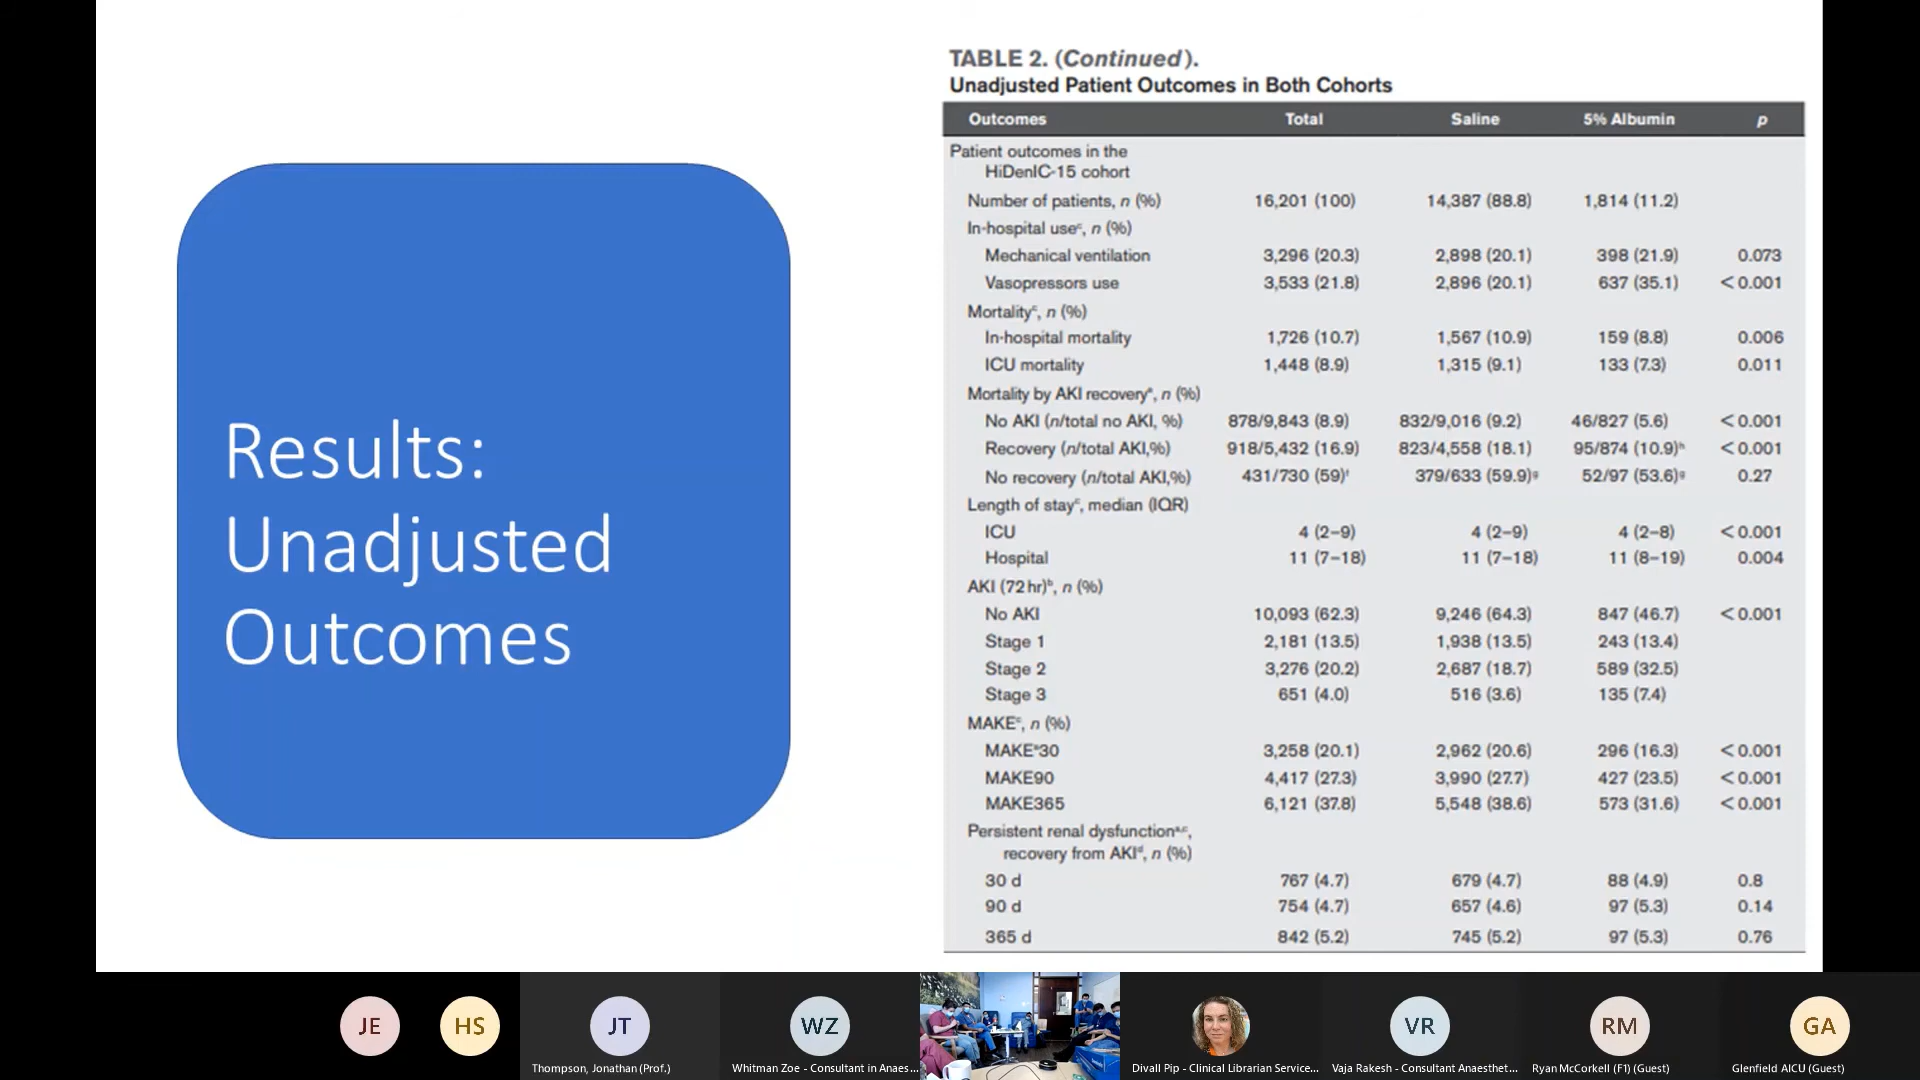 Results:
Unadjusted
Outcomes
TABLE 2. (Continued).
Unadjusted Patient Outcomes in Both Cohorts
Outcomes Total Saline 5% Albumin p
Patient outcomes in the
HiDenIC-15 cohort
Number of patients, n (%) 16,201 (100) 14,387 (88.8) 1,814 (11.2)
In-hospital useᶜ, n (%)
Mechanical ventilation 3,296 (20.3) 2,898 (20.1) 398 (21.9) 0.073
Vasopressors use 3,533 (21.8) 2,896 (20.1) 637 (35.1) <0.001
Mortalityᶜ, n (%)
In-hospital mortality 1,726 (10.7) 1,567 (10.9) 159 (8.8) 0.006
ICU mortality 1,448 (8.9) 1,315 (9.1) 133 (7.3) 0.011
Mortality by AKI recoveryᵃ, n (%)
No AKI (n/total no AKI, %) 878/9,843 (8.9) 832/9,016 (9.2) 46/827 (5.6) <0.001
Recovery (n/total AKI,%) 918/5,432 (16.9) 823/4,558 (18.1) 95/874 (10.9)ʰ <0.001
No recovery (n/total AKI,%) 431/730 (59)ᶠ 379/633 (59.9)ᵍ 52/97 (53.6)ᵍ 0.27
Length of stayᶜ, median (IQR)
ICU 4 (2–9) 4 (2–9) 4 (2–8) <0.001
Hospital 11 (7–18) 11 (7–18) 11 (8–19) 0.004
AKI (72 hr)ᵇ, n (%)
No AKI 10,093 (62.3) 9,246 (64.3) 847 (46.7) <0.001
Stage 1 2,181 (13.5) 1,938 (13.5) 243 (13.4)
Stage 2 3,276 (20.2) 2,687 (18.7) 589 (32.5)
Stage 3 651 (4.0) 516 (3.6) 135 (7.4)
MAKEᶜ, n (%)
MAKEᵃ30 3,258 (20.1) 2,962 (20.6) 296 (16.3) <0.001
MAKE90 4,417 (27.3) 3,990 (27.7) 427 (23.5) <0.001
MAKE365 6,121 (37.8) 5,548 (38.6) 573 (31.6) <0.001
Persistent renal dysfunctionᵃ,ᶜ,
recovery from AKIᵈ, n (%)
30 d 767 (4.7) 679 (4.7) 88 (4.9) 0.8
90 d 754 (4.7) 657 (4.6) 97 (5.3) 0.14
365 d 842 (5.2) 745 (5.2) 97 (5.3) 0.76
JE HS JT WZ VR RM GA
Thompson, Jonathan (Prof.) Whitman Zoe - Consultant in Anaes... Divall Pip - Clinical Librarian Service... Vaja Rakesh - Consultant Anaesthet... Ryan McCorkell (F1) (Guest) Glenfield AICU (Guest)